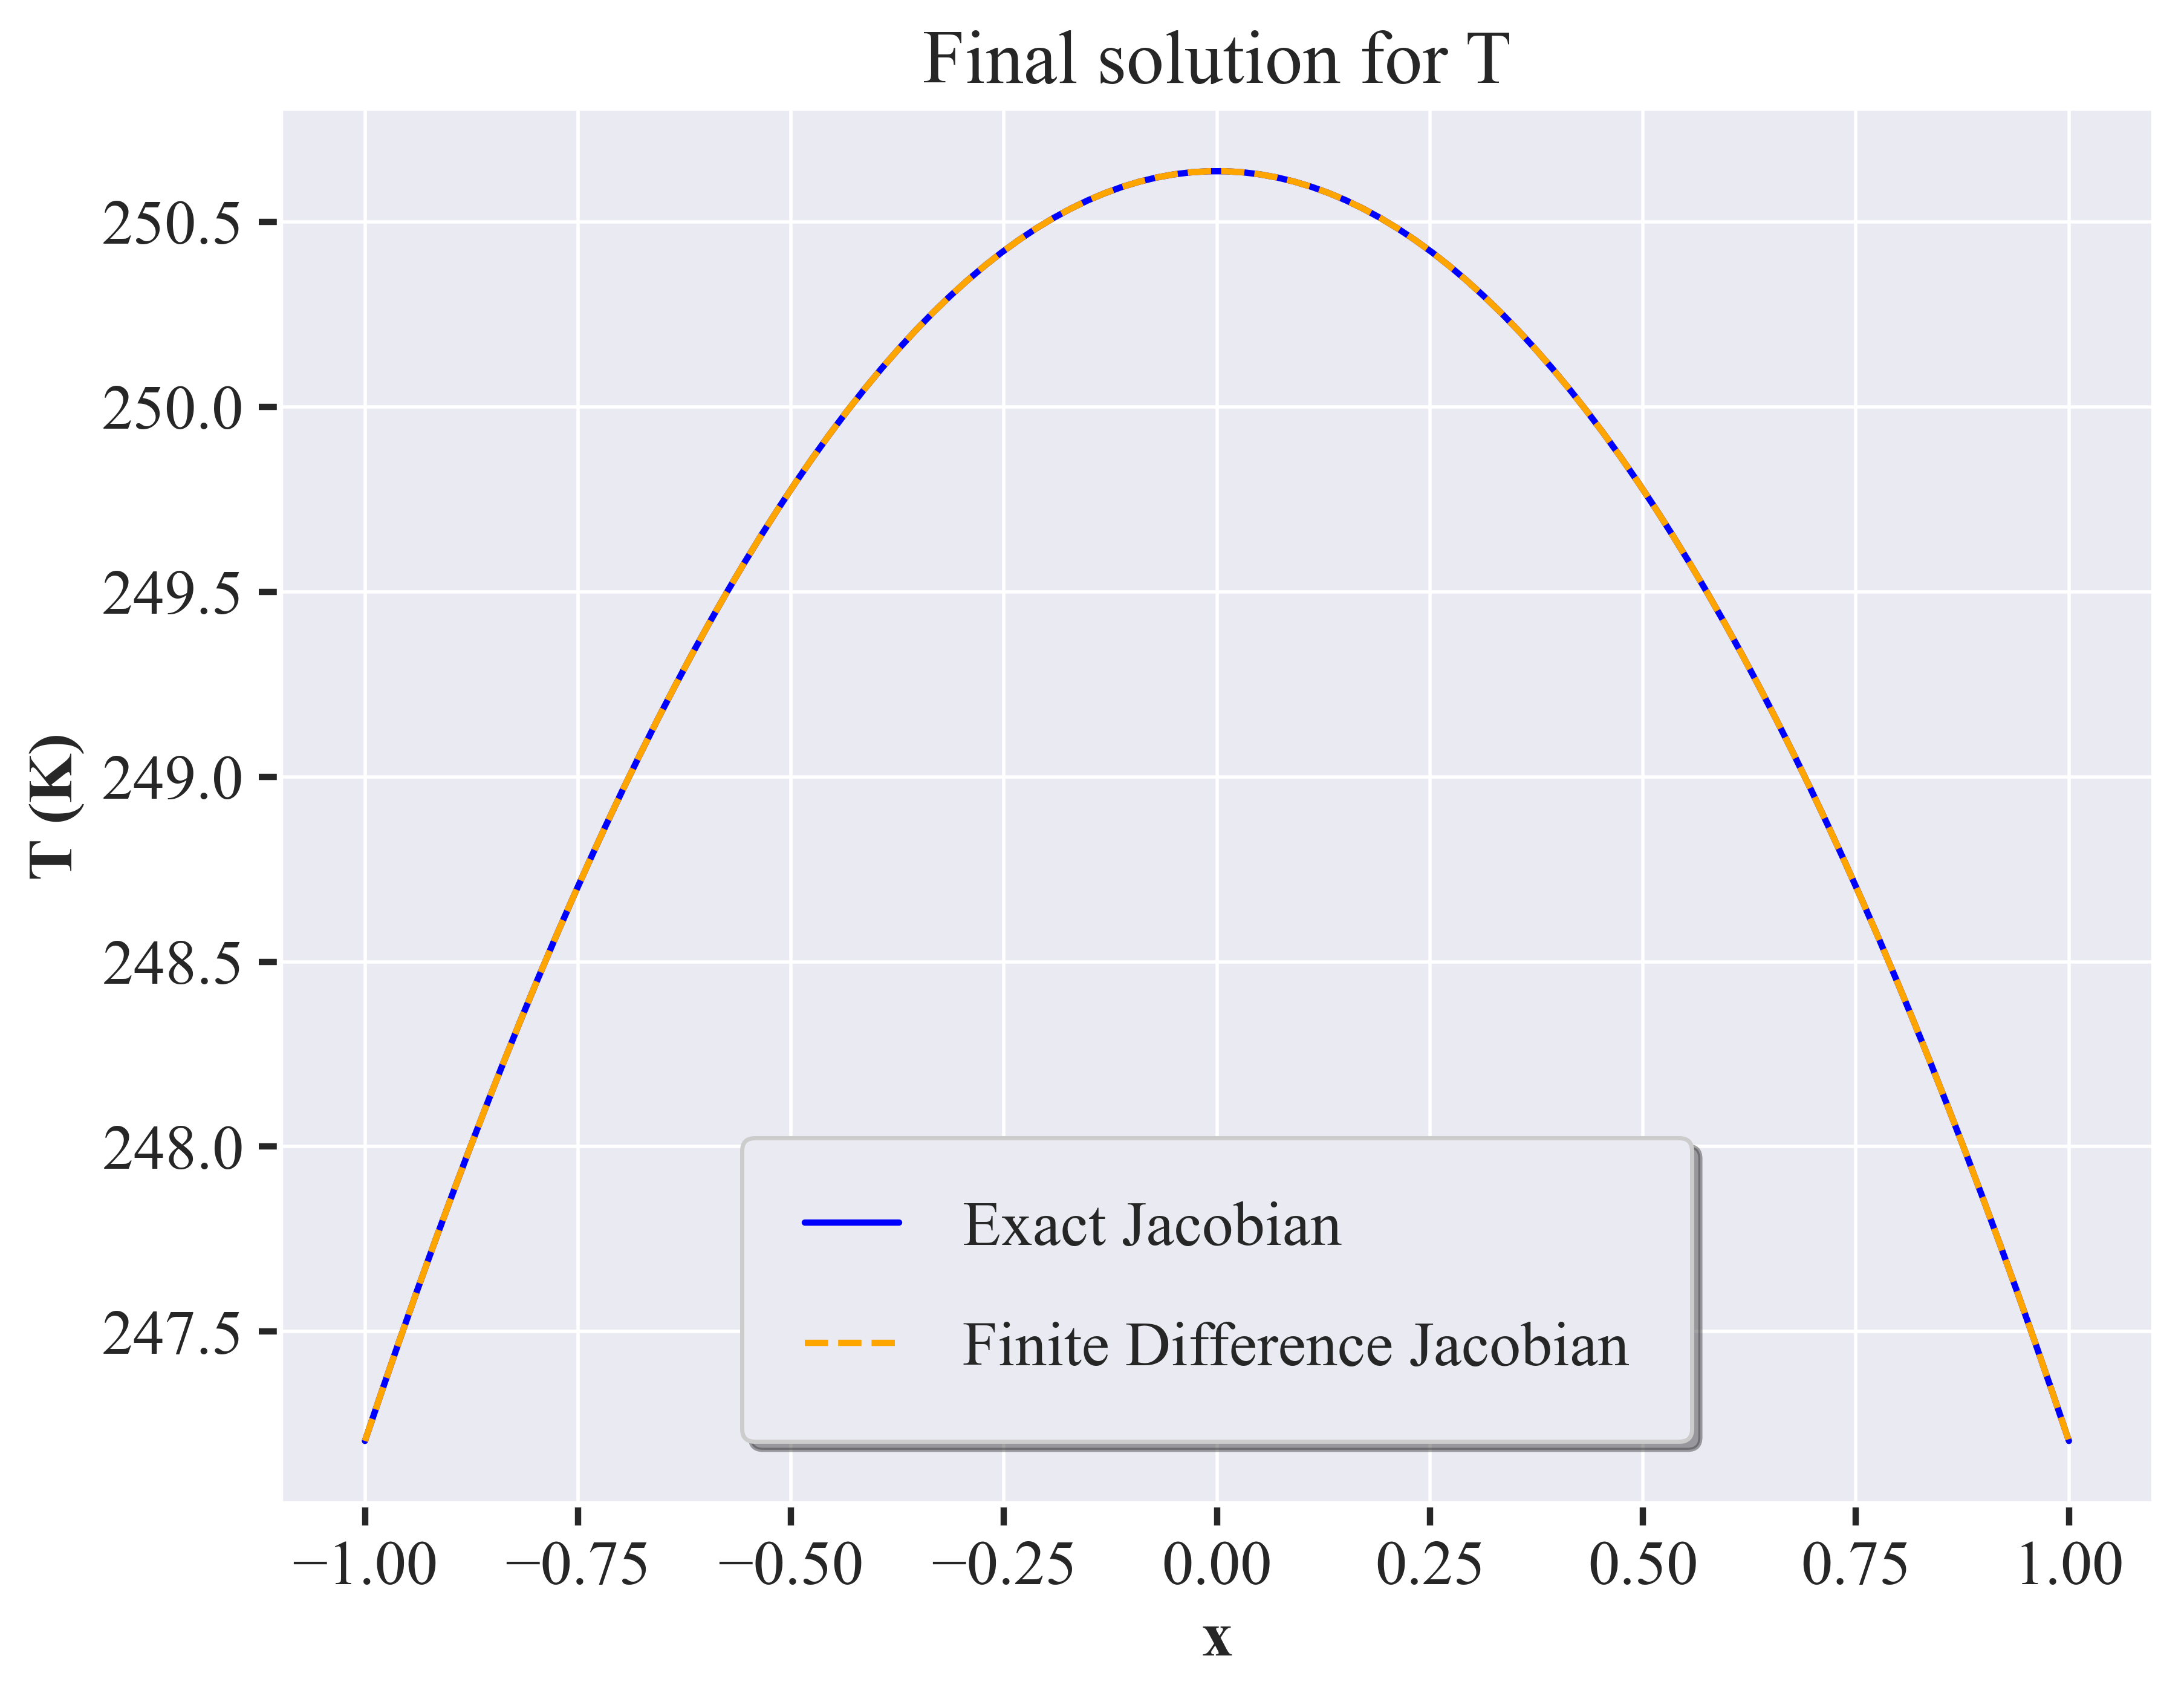 Final solution for T
250.5
250.0
249.5
249.0
248.5
248.0
247.5
T (K)
Exact Jacobian
Finite Difference Jacobian
−1.00 −0.75 −0.50 −0.25 0.00 0.25 0.50 0.75 1.00
x